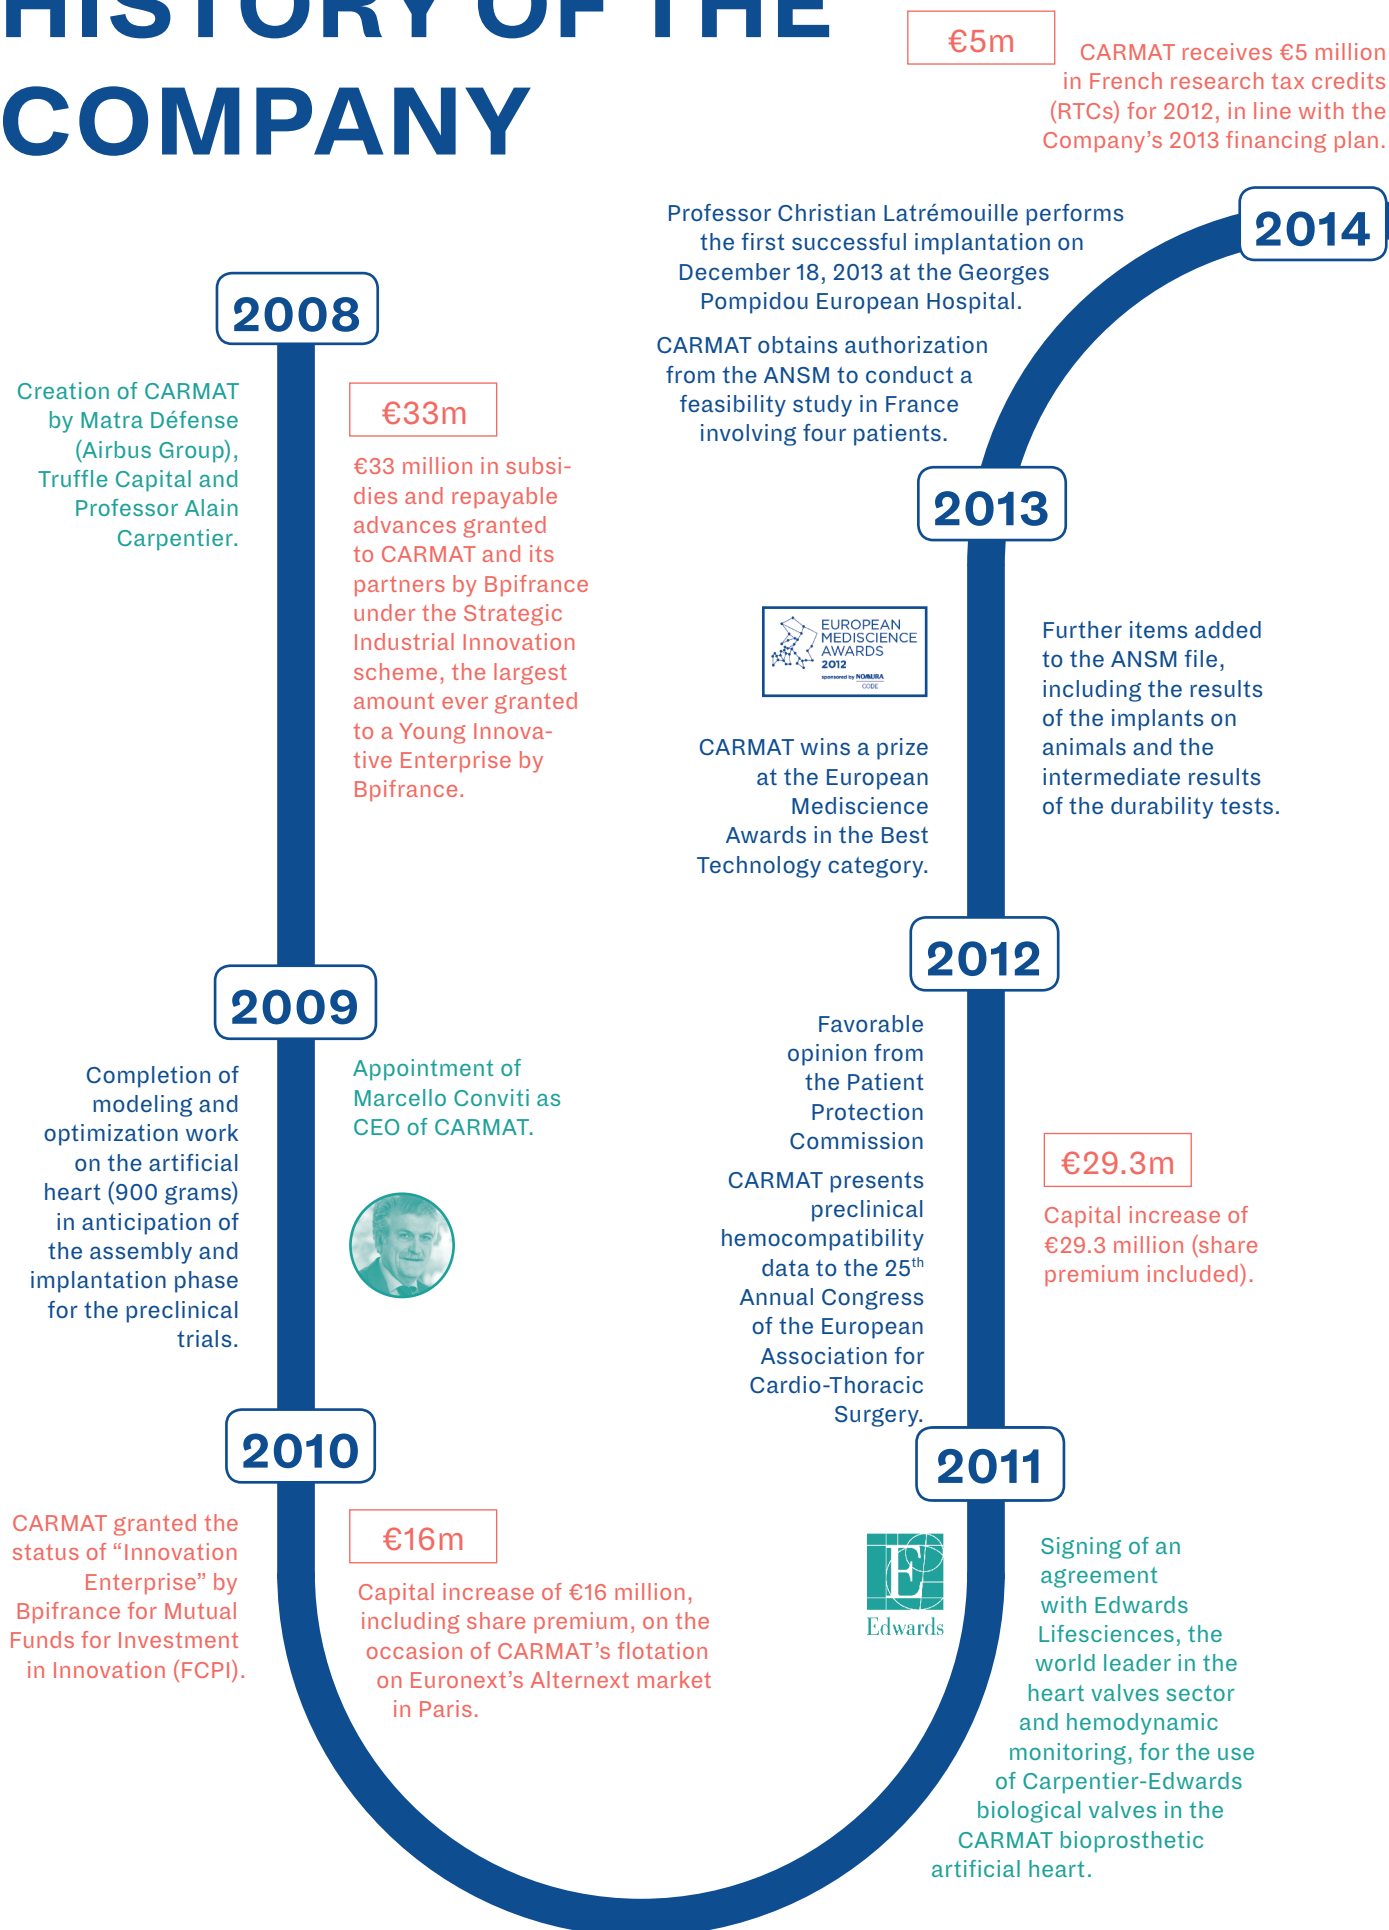 HISTORY OF THE
COMPANY
2008
Creation of CARMAT
by Matra Défense
(Airbus Group),
Truffle Capital and
Professor Alain
Carpentier.
€33m
€33 million in subsi-
dies and repayable
advances granted
to CARMAT and its
partners by Bpifrance
under the Strategic
Industrial Innovation
scheme, the largest
amount ever granted
to a Young Innova-
tive Enterprise by
Bpifrance.
2009
Completion of
modeling and
optimization work
on the artificial
heart (900 grams)
in anticipation of
the assembly and
implantation phase
for the preclinical
trials.
Appointment of
Marcello Conviti as
CEO of CARMAT.
2010
CARMAT granted the
status of “Innovation
Enterprise” by
Bpifrance for Mutual
Funds for Investment
in Innovation (FCPI).
€16m
Capital increase of €16 million,
including share premium, on the
occasion of CARMAT’s flotation
on Euronext’s Alternext market
in Paris.
2011
Edwards
Signing of an
agreement
with Edwards
Lifesciences, the
world leader in the
heart valves sector
and hemodynamic
monitoring, for the use
of Carpentier-Edwards
biological valves in the
CARMAT bioprosthetic
artificial heart.
2012
Favorable
opinion from
the Patient
Protection
Commission
CARMAT presents
preclinical
hemocompatibility
data to the 25th
Annual Congress
of the European
Association for
Cardio-Thoracic
Surgery.
€29.3m
Capital increase of
€29.3 million (share
premium included).
2013
EUROPEAN
MEDISCIENCE
AWARDS
2012
sponsored by NOMURA
CODE
CARMAT wins a prize
at the European
Mediscience
Awards in the Best
Technology category.
Further items added
to the ANSM file,
including the results
of the implants on
animals and the
intermediate results
of the durability tests.
2014
Professor Christian Latrémouille performs
the first successful implantation on
December 18, 2013 at the Georges
Pompidou European Hospital.
CARMAT obtains authorization
from the ANSM to conduct a
feasibility study in France
involving four patients.
€5m
CARMAT receives €5 million
in French research tax credits
(RTCs) for 2012, in line with the
Company’s 2013 financing plan.